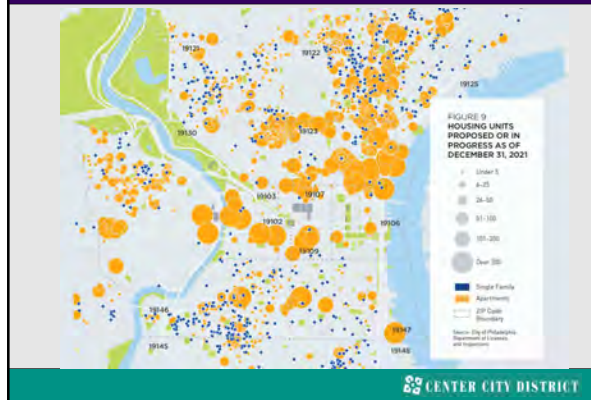 19121
19122
19125
19130
19123
19103
19107
19102
19106
19109
19146
19145
19147
19148
FIGURE 9
HOUSING UNITS
PROPOSED OR IN
PROGRESS AS OF
DECEMBER 31, 2021
Under 5
6-25
26-50
51-100
101-200
Over 200
Single Family
Apartments
ZIP Code
Boundary
Source: City of Philadelphia,
Department of Licenses
and Inspections
CENTER CITY DISTRICT